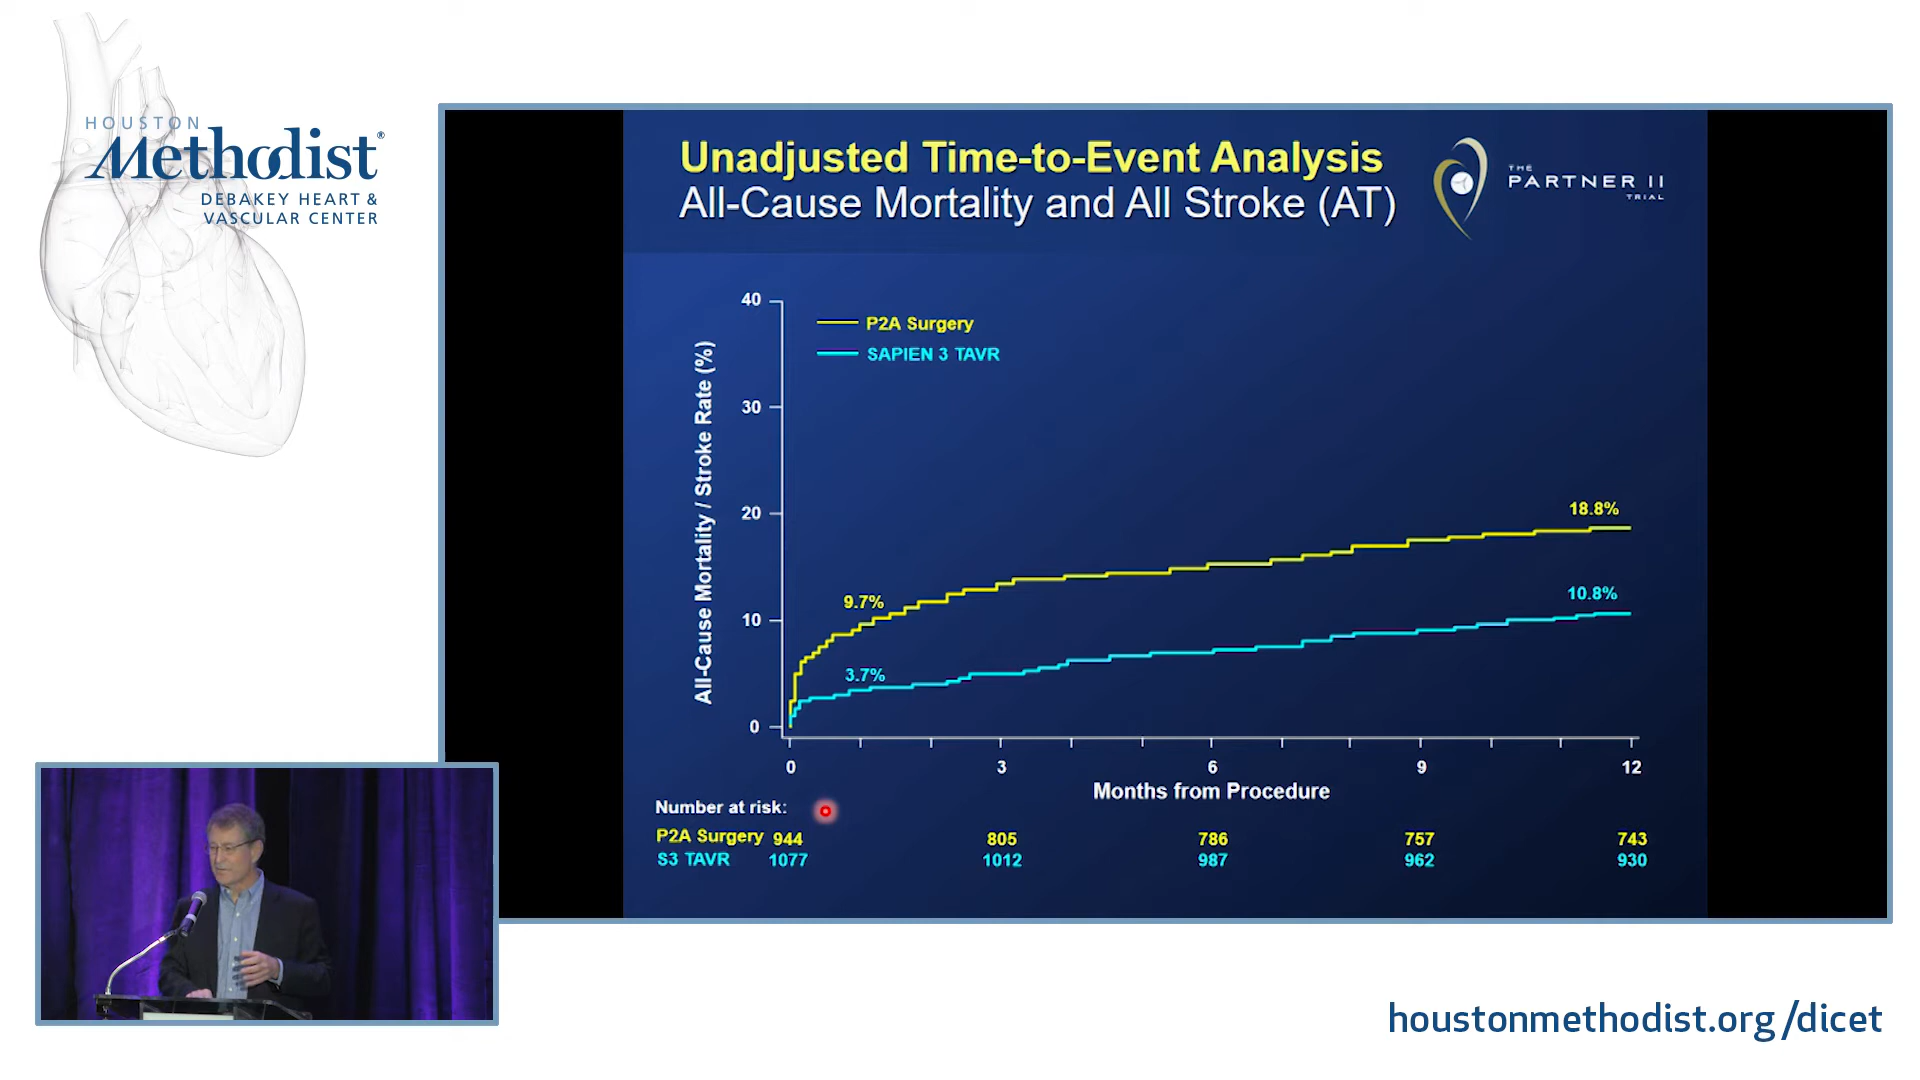 HOUSTON
Methodist®
DEBAKEY HEART &
VASCULAR CENTER
Unadjusted Time-to-Event Analysis
All-Cause Mortality and All Stroke (AT)
THE
PARTNER II
TRIAL
All-Cause Mortality / Stroke Rate (%)
40
30
20
10
0
P2A Surgery
SAPIEN 3 TAVR
9.7%
18.8%
3.7%
10.8%
0 3 6 9 12
Months from Procedure
Number at risk:
P2A Surgery 944 805 786 757 743
S3 TAVR 1077 1012 987 962 930
houstonmethodist.org/dicet